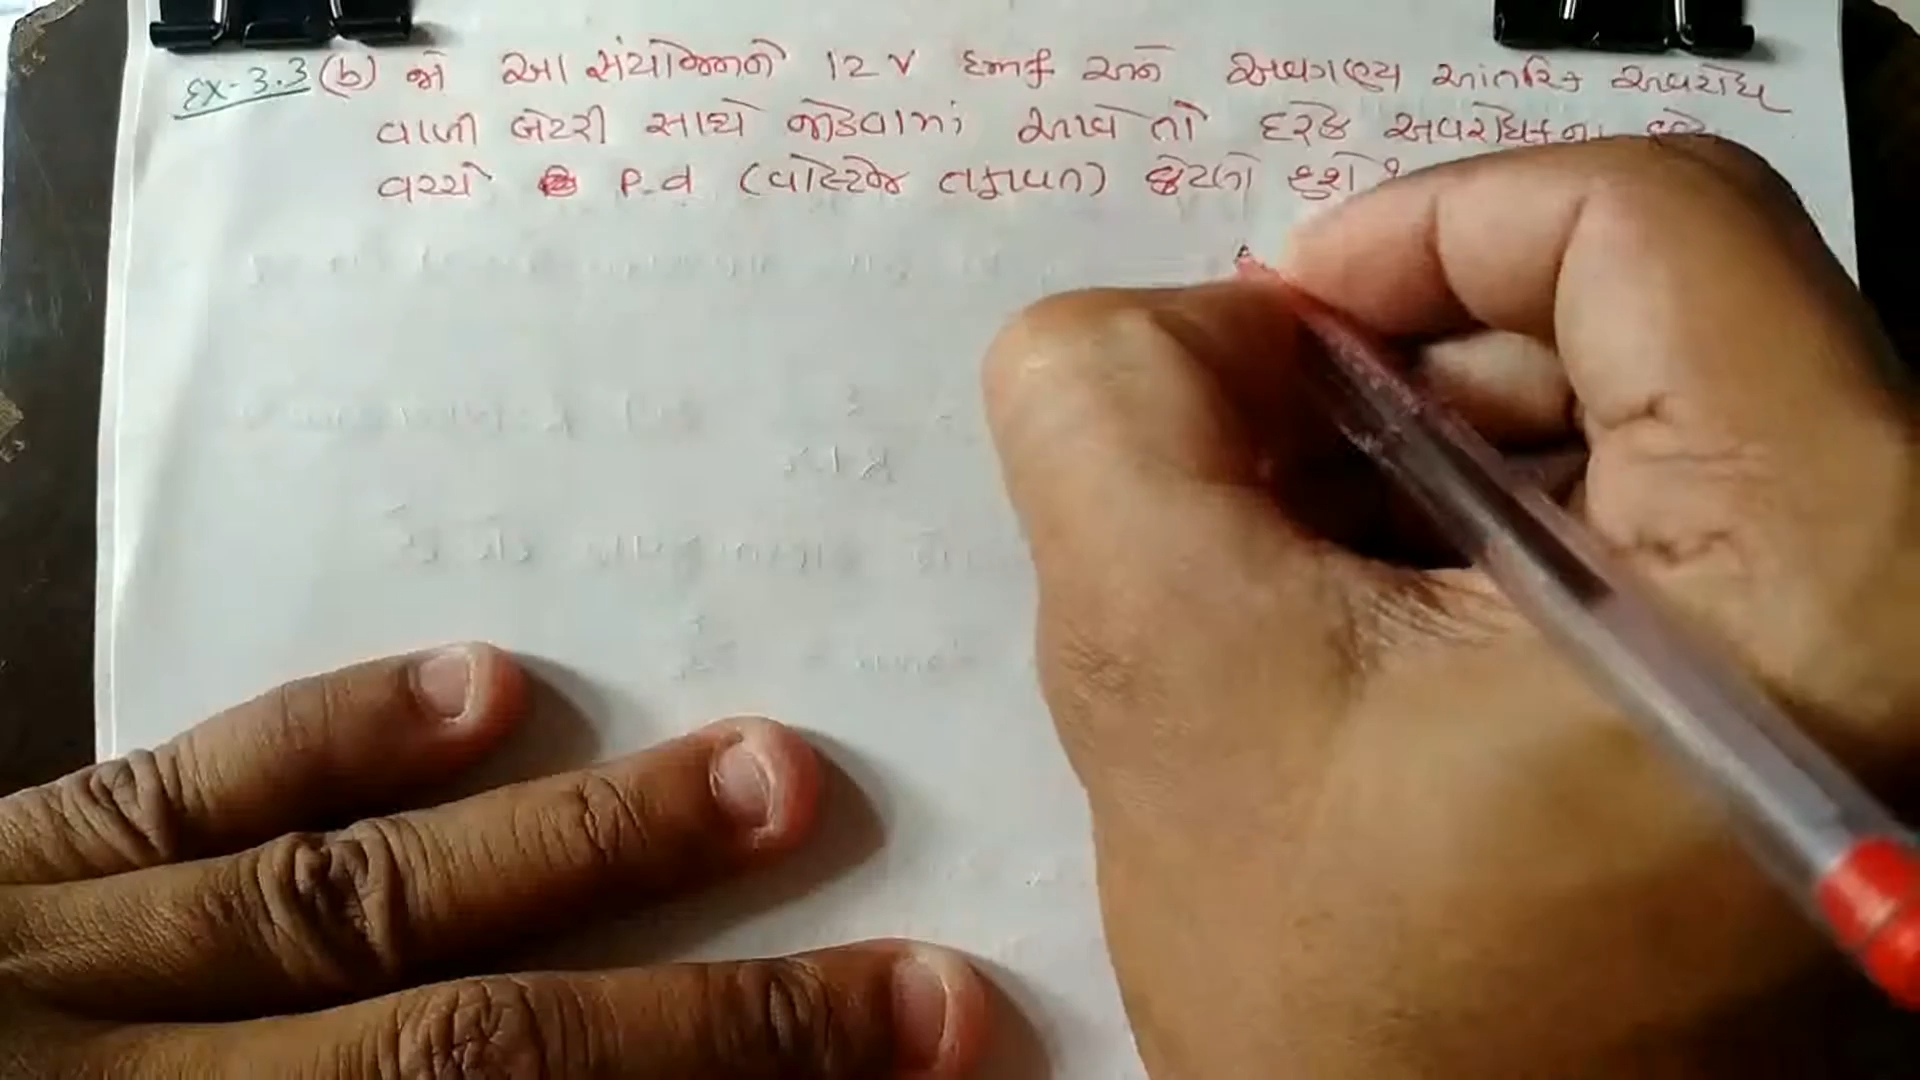 Ex-3.3 (b) જો આ સંયોજનને 12 V emf અને અવગણ્ય આંતરિક અવરોધ
વાળી બેટરી સાથે જોડવામાં આવે તો દરેક અવરોધકના
વચ્ચે P.d (વોલ્ટેજ તફાવત) કેટલો હશે ?